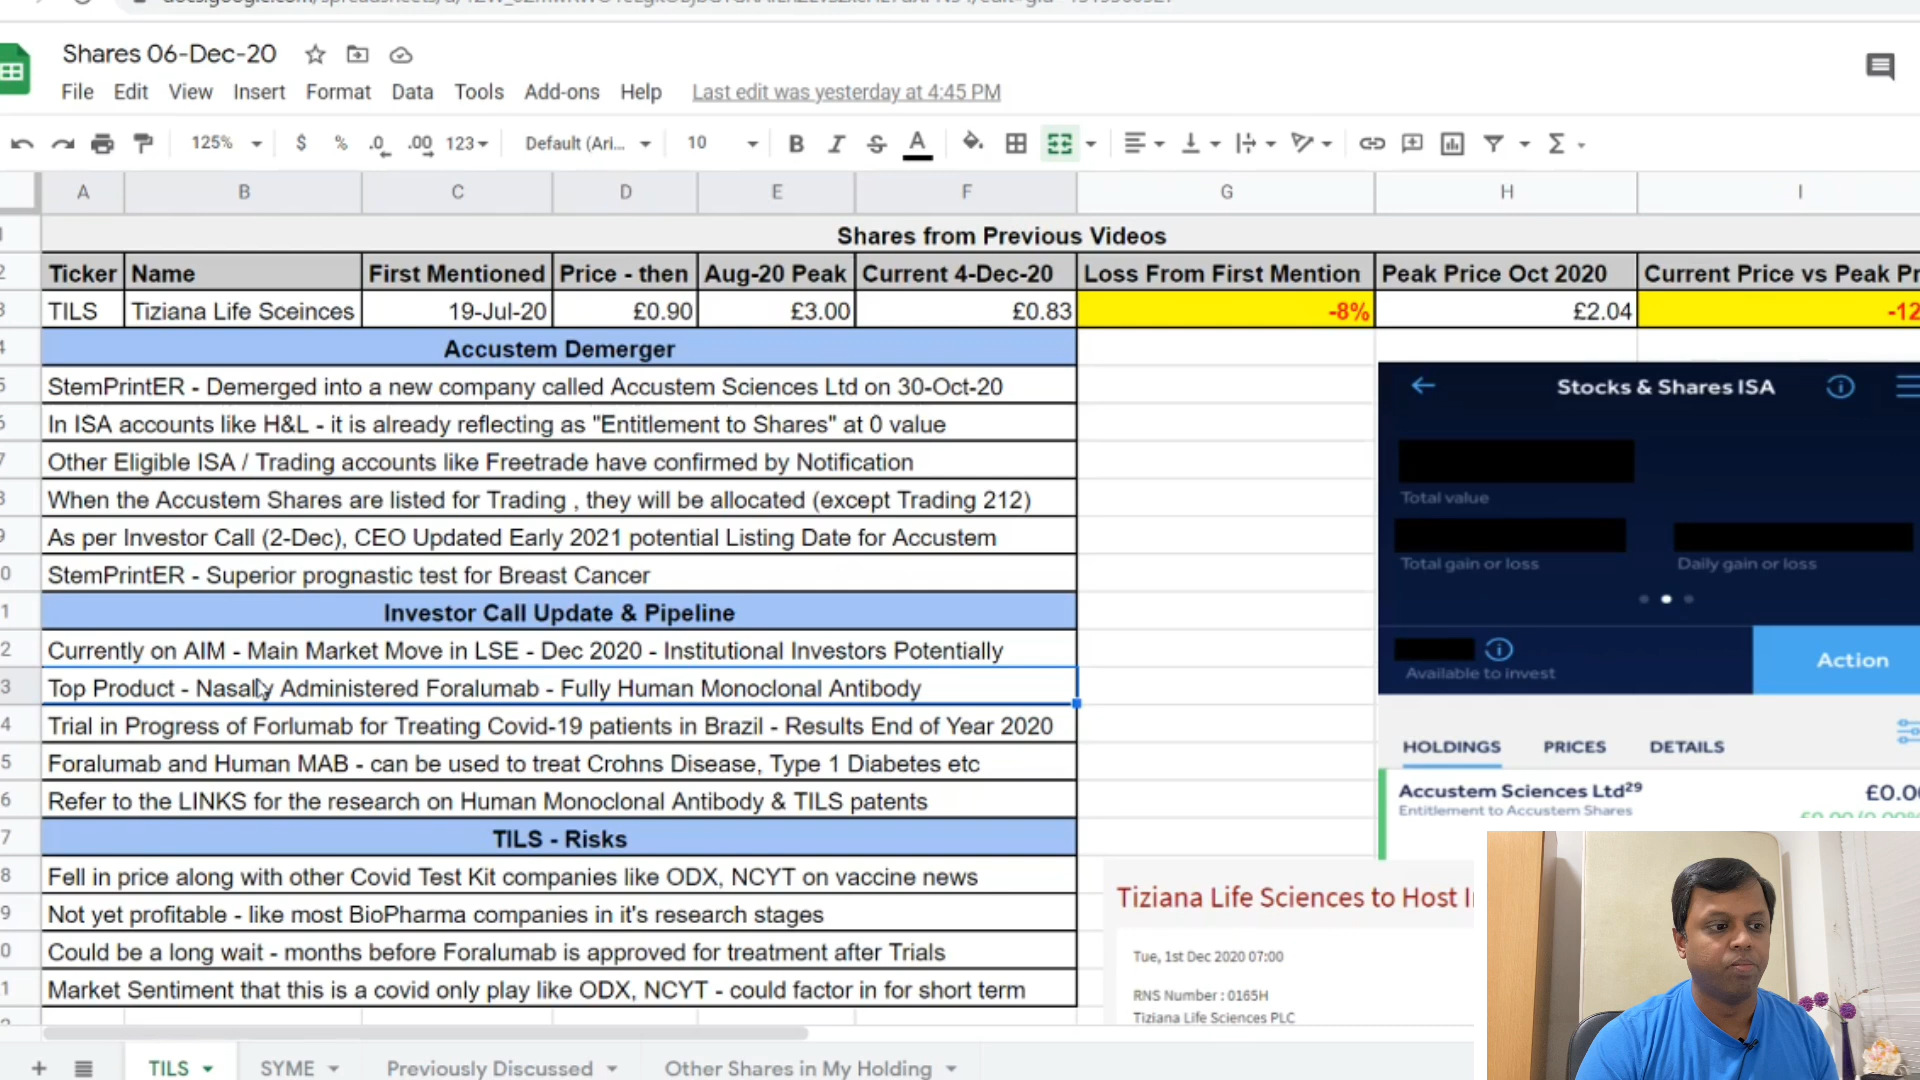 Shares 06-Dec-20
File Edit View Insert Format Data Tools Add-ons Help Last edit was yesterday at 4:45 PM
125% $ % .0 .00 123 Default (Ari... 10 B I S A
A B C D E F G H I
Shares from Previous Videos
Ticker Name First Mentioned Price - then Aug-20 Peak Current 4-Dec-20 Loss From First Mention Peak Price Oct 2020 Current Price vs Peak
TILS Tiziana Life Sceinces 19-Jul-20 £0.90 £3.00 £0.83 -8% £2.04
Accustem Demerger
StemPrintER - Demerged into a new company called Accustem Sciences Ltd on 30-Oct-20
In ISA accounts like H&L - it is already reflecting as "Entitlement to Shares" at 0 value
Other Eligible ISA / Trading accounts like Freetrade have confirmed by Notification
When the Accustem Shares are listed for Trading , they will be allocated (except Trading 212)
As per Investor Call (2-Dec), CEO Updated Early 2021 potential Listing Date for Accustem
StemPrintER - Superior prognastic test for Breast Cancer
Investor Call Update & Pipeline
Currently on AIM - Main Market Move in LSE - Dec 2020 - Institutional Investors Potentially
Top Product - Nasally Administered Foralumab - Fully Human Monoclonal Antibody
Trial in Progress of Forlumab for Treating Covid-19 patients in Brazil - Results End of Year 2020
Foralumab and Human MAB - can be used to treat Crohns Disease, Type 1 Diabetes etc
Refer to the LINKS for the research on Human Monoclonal Antibody & TILS patents
TILS - Risks
Fell in price along with other Covid Test Kit companies like ODX, NCYT on vaccine news
Not yet profitable - like most BioPharma companies in it's research stages
Could be a long wait - months before Foralumab is approved for treatment after Trials
Market Sentiment that this is a covid only play like ODX, NCYT - could factor in for short term
Stocks & Shares ISA
Total value
Total gain or loss Daily gain or loss
Available to invest
Action
HOLDINGS PRICES DETAILS
Accustem Sciences Ltd29
Entitlement to Accustem Shares
Tiziana Life Sciences to Host
Tue, 1st Dec 2020 07:00
RNS Number : 0165H
Tiziana Life Sciences PLC
TILS SYME Previously Discussed Other Shares in My Holding